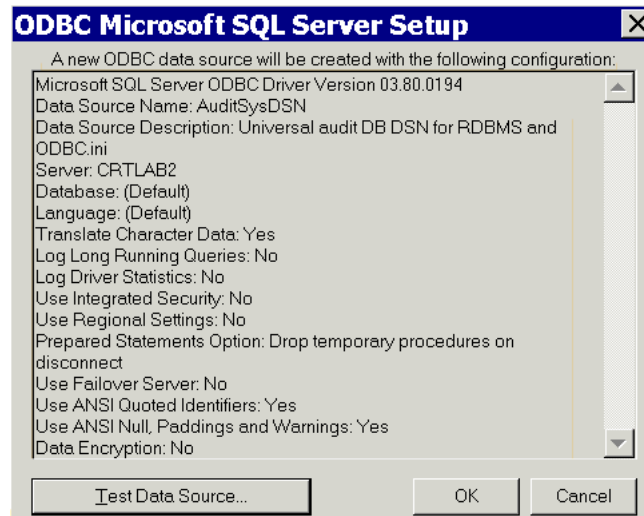 ODBC Microsoft SQL Server Setup
A new ODBC data source will be created with the following configuration:
Microsoft SQL Server ODBC Driver Version 03.80.0194
Data Source Name: AuditSysDSN
Data Source Description: Universal audit DB DSN for RDBMS and
ODBC.ini
Server: CRTLAB2
Database: (Default)
Language: (Default)
Translate Character Data: Yes
Log Long Running Queries: No
Log Driver Statistics: No
Use Integrated Security: No
Use Regional Settings: No
Prepared Statements Option: Drop temporary procedures on
disconnect
Use Failover Server: No
Use ANSI Quoted Identifiers: Yes
Use ANSI Null, Paddings and Warnings: Yes
Data Encryption: No
Test Data Source... OK Cancel